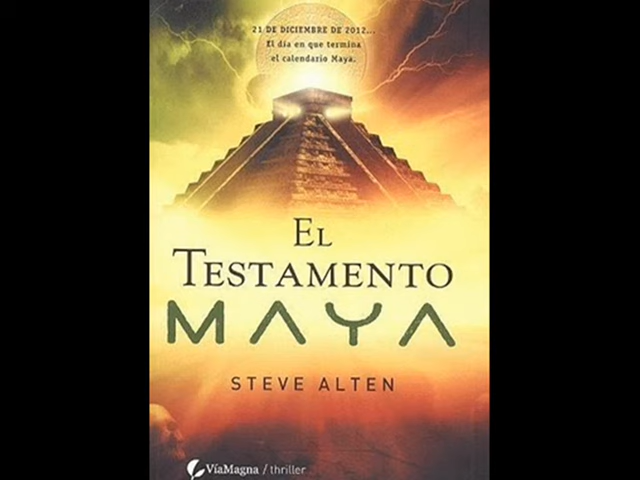 21 DE DICIEMBRE DE 2012...
El día en que termina
el calendario Maya.
EL
TESTAMENTO
MAYA
STEVE ALTEN
VíaMagna / thriller